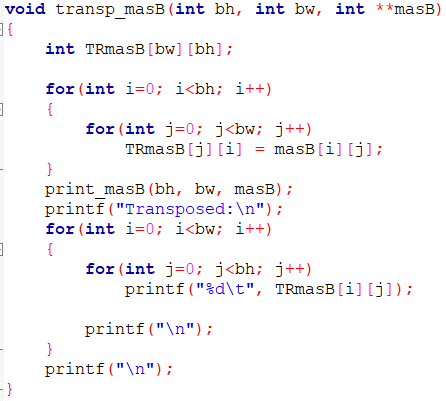 void transp_masB(int bh, int bw, int **masB)
{
    int TRmasB[bw][bh];

    for(int i=0; i<bh; i++)
    {
        for(int j=0; j<bw; j++)
            TRmasB[j][i] = masB[i][j];
    }
    print_masB(bh, bw, masB);
    printf("Transposed:\n");
    for(int i=0; i<bw; i++)
    {
        for(int j=0; j<bh; j++)
            printf("%d\t", TRmasB[i][j]);

        printf("\n");
    }
    printf("\n");
}